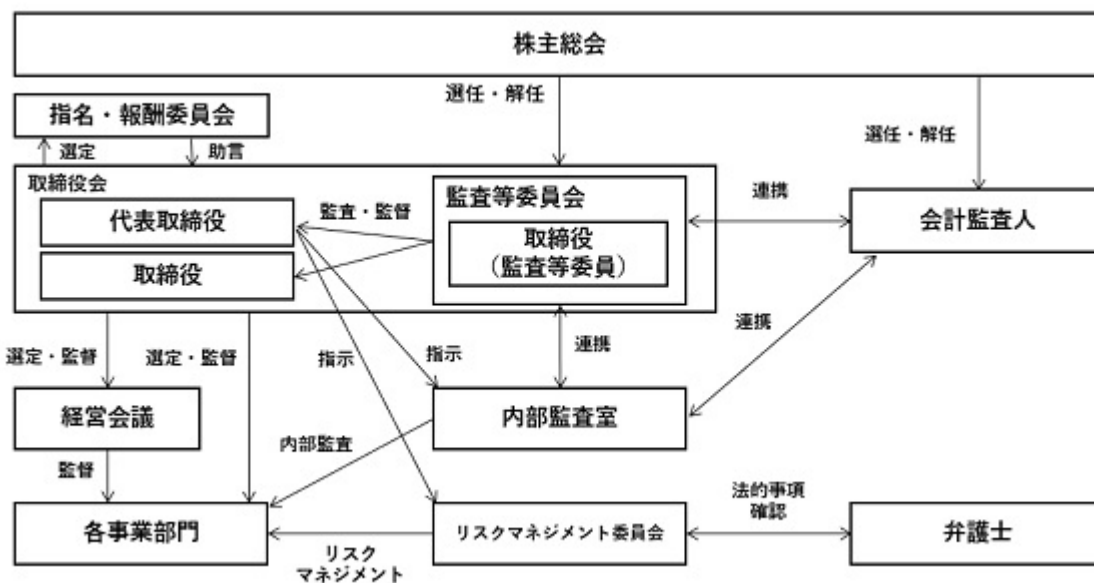 株主総会
選任・解任
指名・報酬委員会
選任・解任
選定
助言
取締役会
監査等委員会
代表取締役
監査・監督
連携
会計監査人
取締役
(監査等委員)
取締役
連携
選定・監督
選定・監督
指示
指示
連携
経営会議
内部監査室
内部監査
監督
法的事項
確認
各事業部門
リスクマネジメント委員会
弁護士
リスク
マネジメント